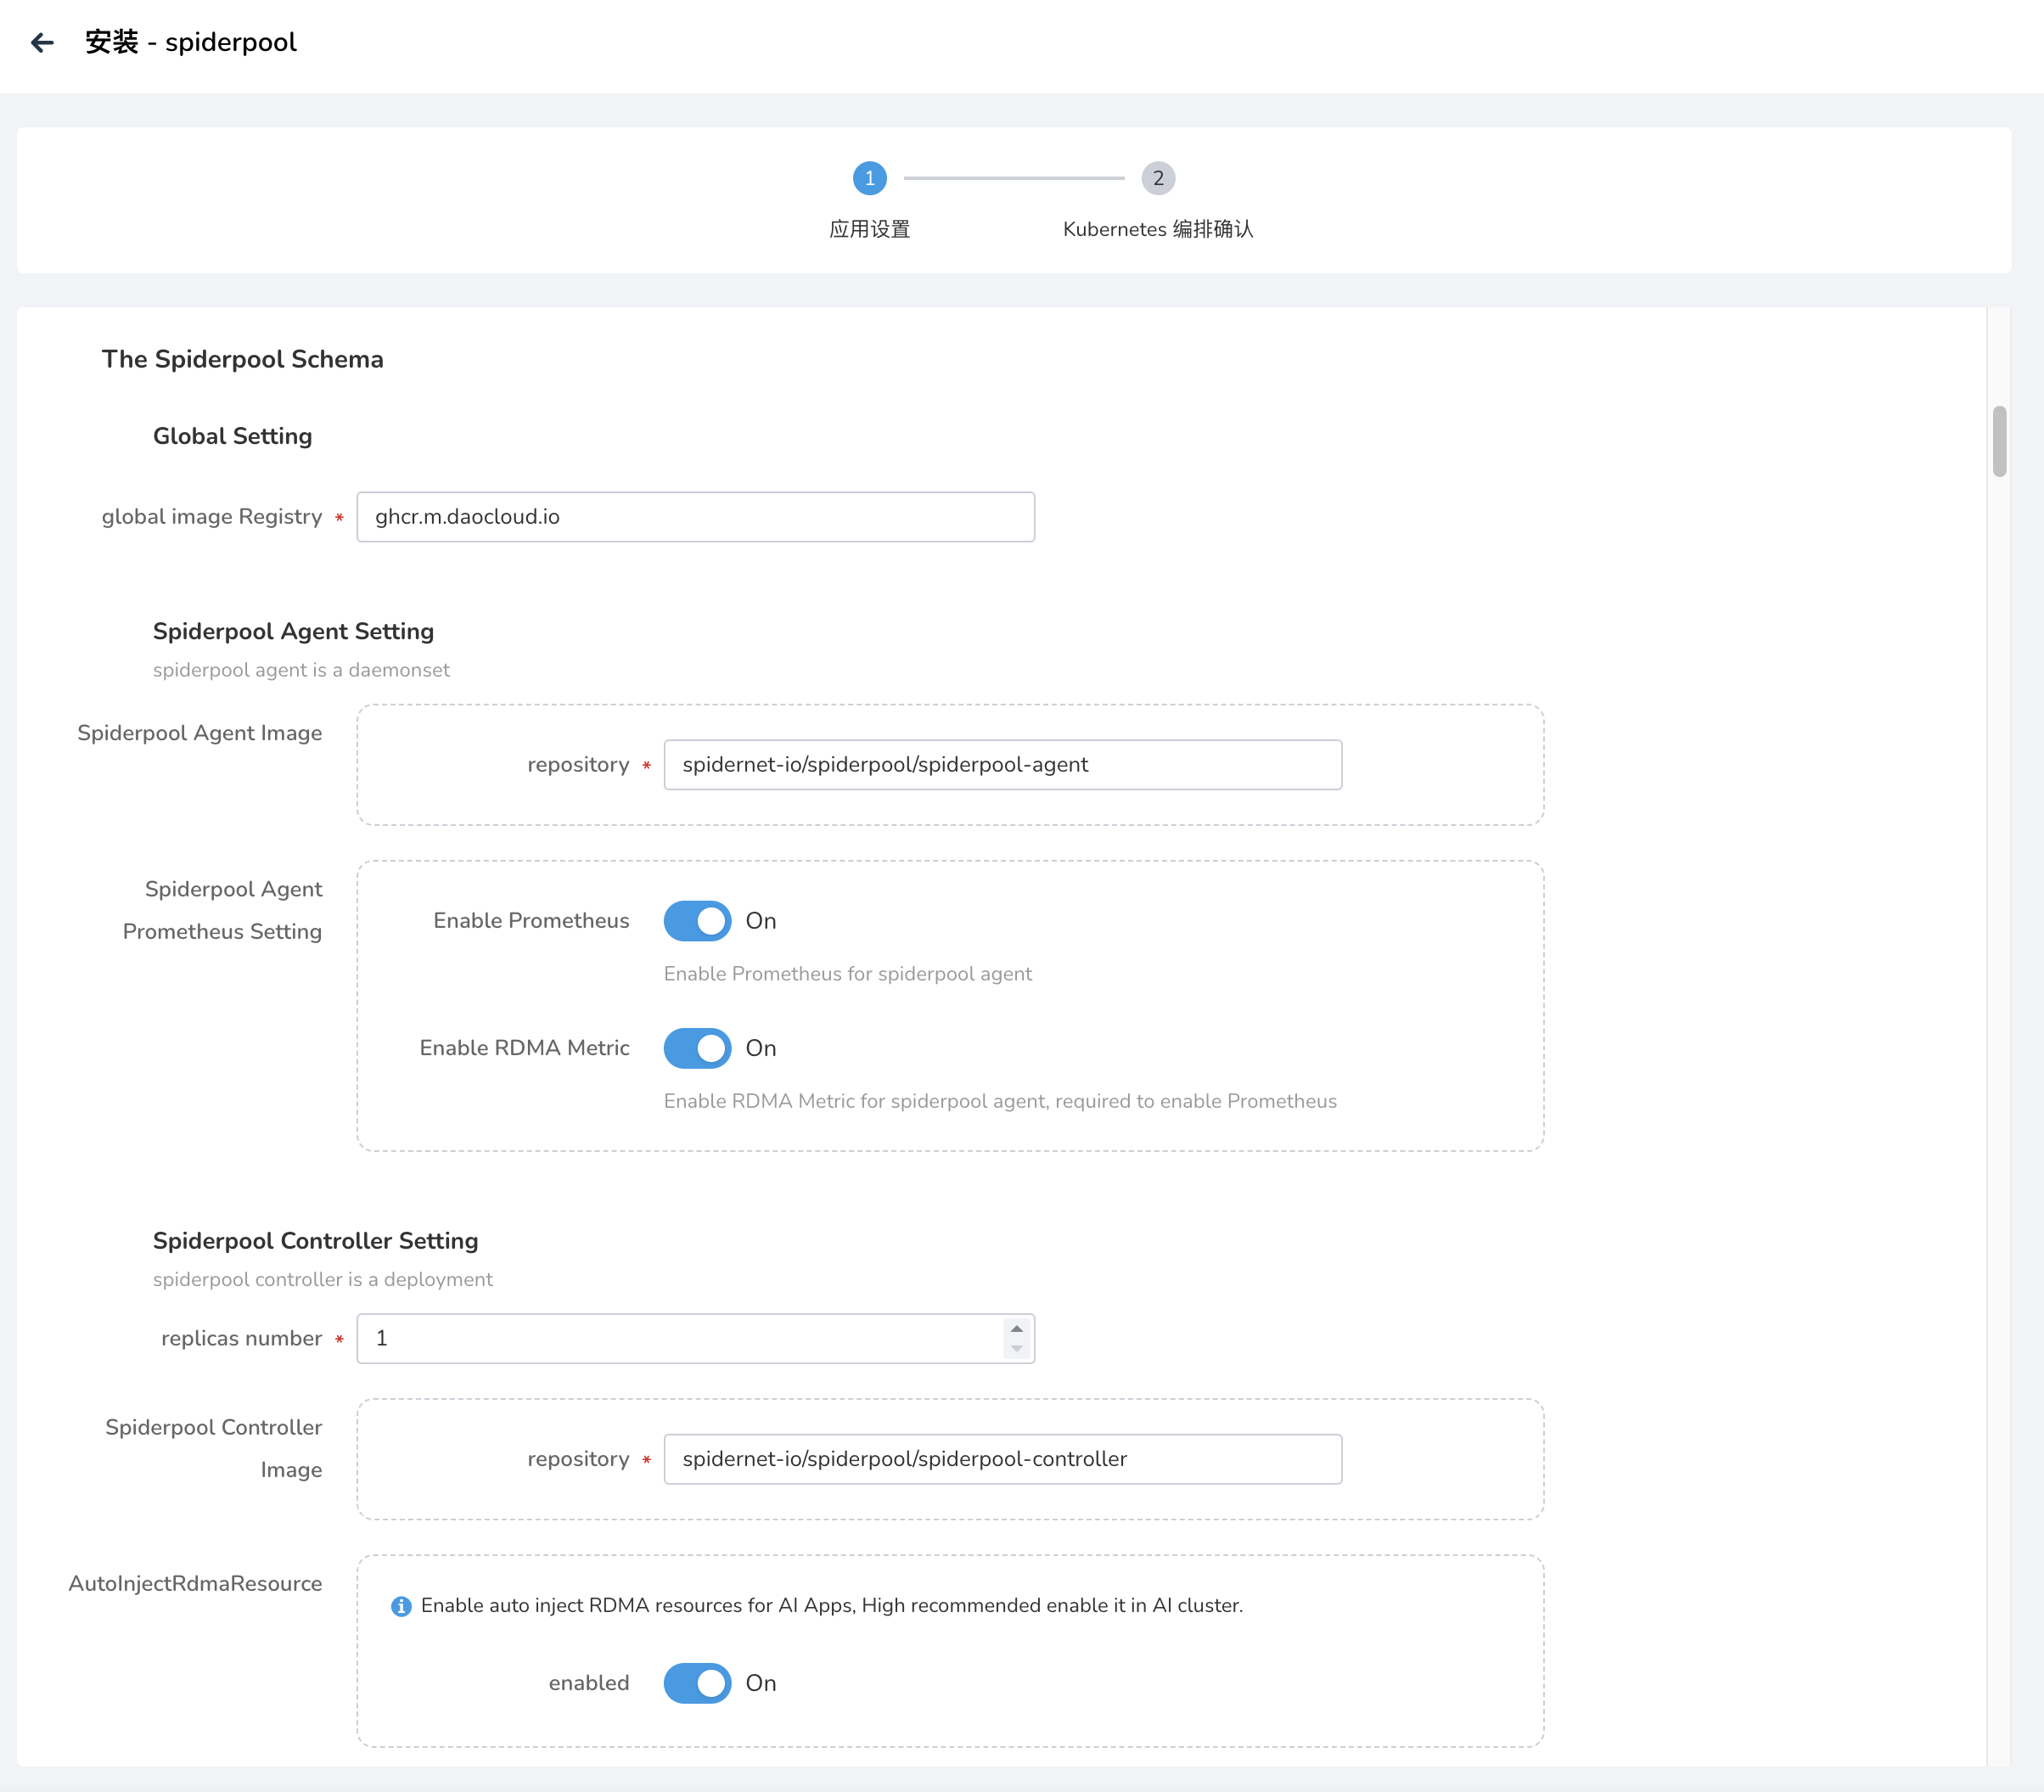 安装 - spiderpool
1
2
应用设置
Kubernetes 编排确认
The Spiderpool Schema
Global Setting
global image Registry *
ghcr.m.daocloud.io
Spiderpool Agent Setting
spiderpool agent is a daemonset
Spiderpool Agent Image
repository *
spidernet-io/spiderpool/spiderpool-agent
Spiderpool Agent
Prometheus Setting
Enable Prometheus
On
Enable Prometheus for spiderpool agent
Enable RDMA Metric
On
Enable RDMA Metric for spiderpool agent, required to enable Prometheus
Spiderpool Controller Setting
spiderpool controller is a deployment
replicas number *
1
Spiderpool Controller
Image
repository *
spidernet-io/spiderpool/spiderpool-controller
AutoInjectRdmaResource
Enable auto inject RDMA resources for AI Apps, High recommended enable it in AI cluster.
enabled
On